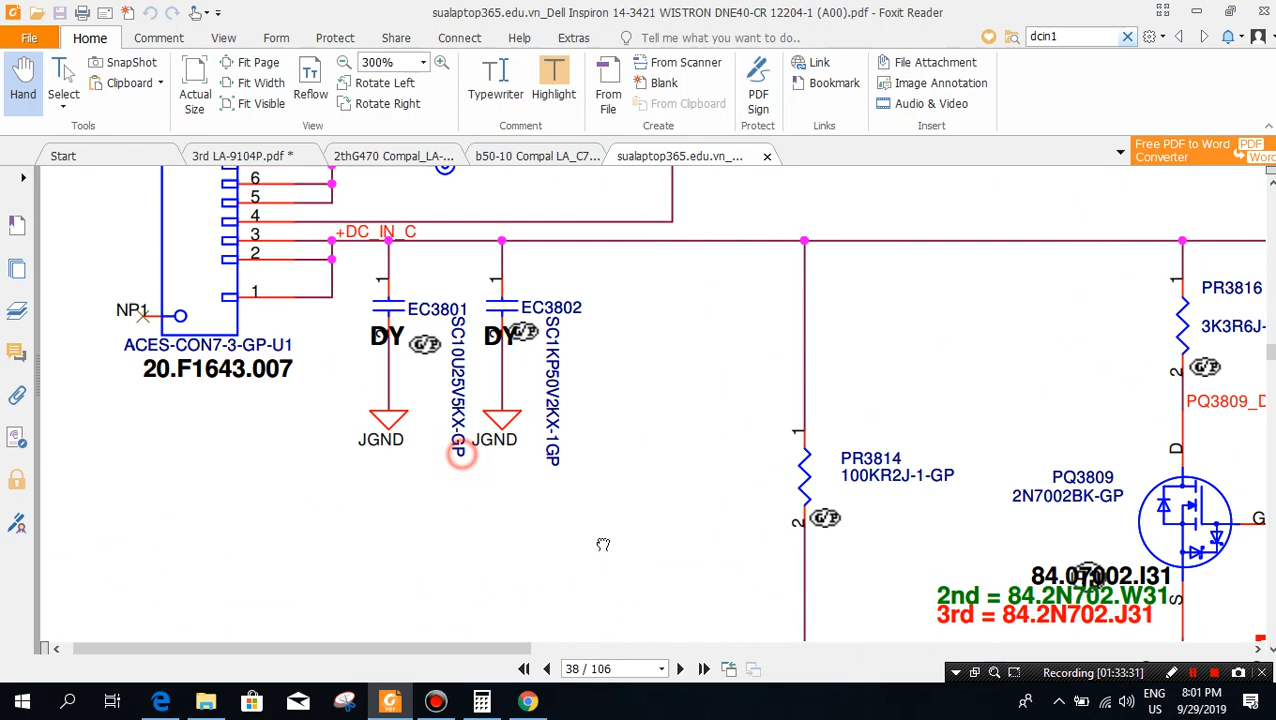 sualaptop365.edu.vn_Dell Inspiron 14-3421 WISTRON DNE40-CR 12204-1 (A00).pdf - Foxit Reader
File
Home
Comment
View
Form
Protect
Share
Connect
Help
Extras
Tell me what you want to do..
dcin1
Hand
Select
SnapShot
Clipboard
Tools
Actual
Size
Fit Page
Fit Width
Fit Visible
Reflow
300%
Rotate Left
Rotate Right
View
Typewriter
Highlight
Comment
From
File
From Scanner
Blank
From Clipboard
Create
PDF
Sign
Protect
Link
Bookmark
Links
File Attachment
Image Annotation
Audio & Video
Insert
Start
3rd LA-9104P.pdf *
2thG470 Compal_LA-...
b50-10 Compal LA_C7...
sualaptop365.edu.vn_...
Free PDF to Word
Converter
PDF
Word
6
5
4
3
2
1
+DC_IN_C
NP1
ACES-CON7-3-GP-U1
20.F1643.007
1
EC3801
DY
G/P
SC10U25V5KX-GP
JGND
1
EC3802
DY
G/P
SC1KP50V2KX-1GP
JGND
1
PR3814
100KR2J-1-GP
2
G/P
1
PR3816
3K3R6J-
2
G/P
PQ3809_D
D
PQ3809
2N7002BK-GP
G
84.07002.I31
2nd = 84.2N702.W31
3rd = 84.2N702.J31
S
38 / 106
Recording [01:33:31]
ENG
US
8:01 PM
9/29/2019